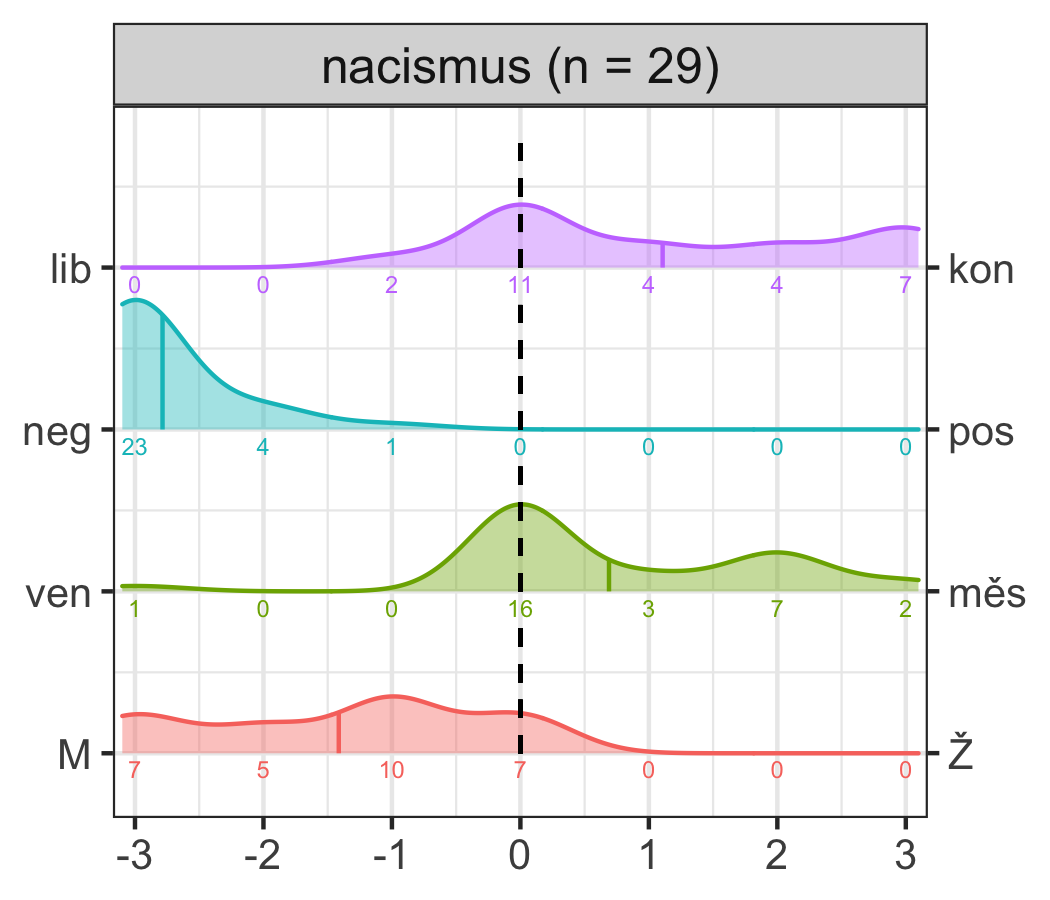 nacismus (n = 29)
lib kon
0 0 2 11 4 4 7
neg pos
23 4 1 0 0 0 0
ven měs
1 0 0 16 3 7 2
M Ž
7 5 10 7 0 0 0
-3 -2 -1 0 1 2 3